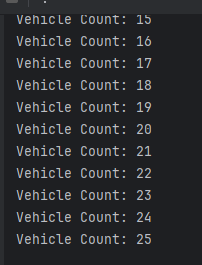 Vehicle Count: 15
Vehicle Count: 16
Vehicle Count: 17
Vehicle Count: 18
Vehicle Count: 19
Vehicle Count: 20
Vehicle Count: 21
Vehicle Count: 22
Vehicle Count: 23
Vehicle Count: 24
Vehicle Count: 25